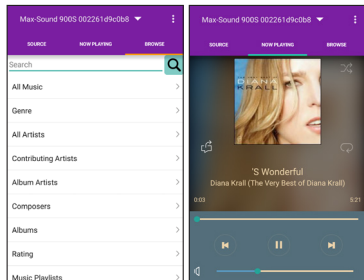 Max-Sound 900S 002261d9c0b8
SOURCE
NOW PLAYING
BROWSE
Search
All Music
Genre
All Artists
Contributing Artists
Album Artists
Composers
Albums
Rating
Music Playlists
Max-Sound 900S 002261d9c0b8
SOURCE
NOW PLAYING
BROWSE
DIANA
KRALL
'S Wonderful
Diana Krall (The Very Best of Diana Krall)
0:03
5:21